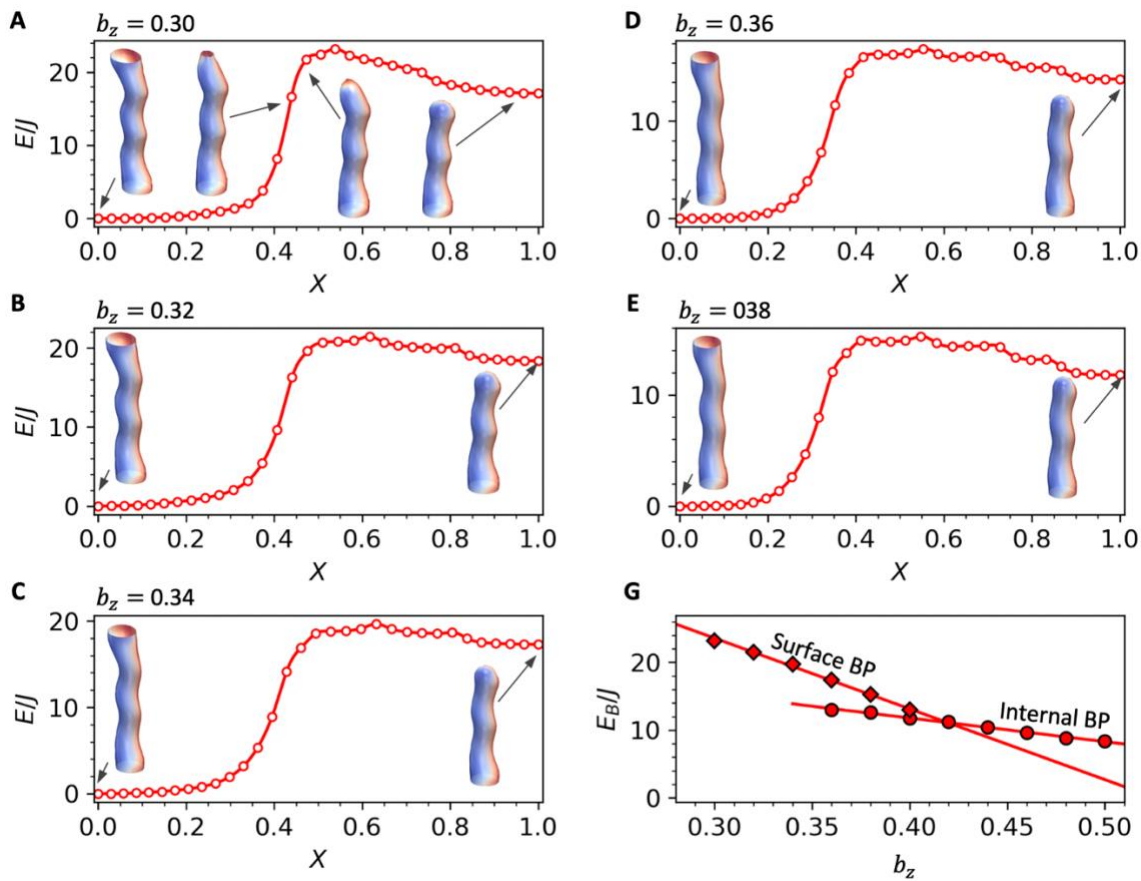 A
b_z = 0.30
E/J
20
10
0
0.0 0.2 0.4 0.6 0.8 1.0
X
B
b_z = 0.32
E/J
20
10
0
0.0 0.2 0.4 0.6 0.8 1.0
X
C
b_z = 0.34
E/J
20
10
0
0.0 0.2 0.4 0.6 0.8 1.0
X
D
b_z = 0.36
E/J
10
0
0.0 0.2 0.4 0.6 0.8 1.0
X
E
b_z = 038
E/J
10
0
0.0 0.2 0.4 0.6 0.8 1.0
X
G
E_B/J
20
10
0
Surface BP
Internal BP
0.30 0.35 0.40 0.45 0.50
b_z